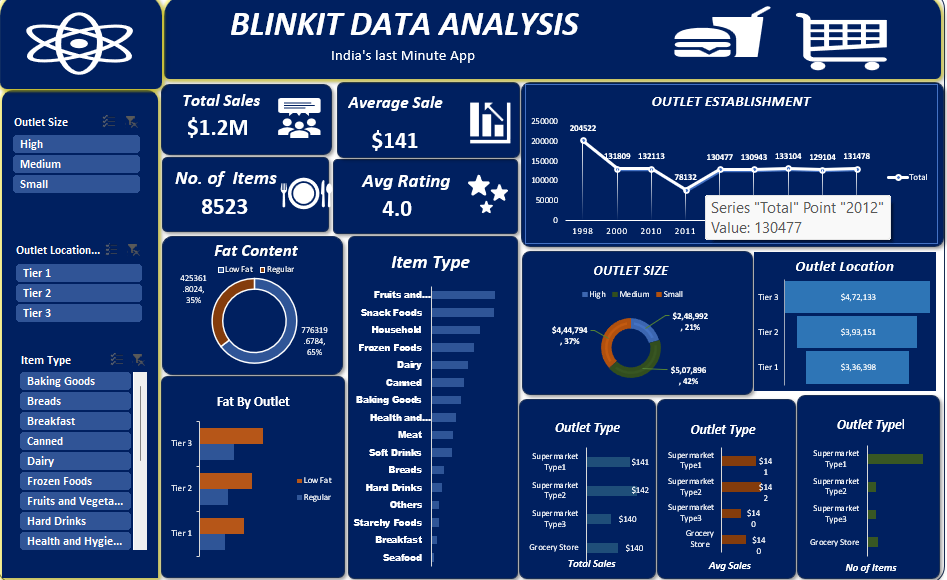 BLINKIT DATA ANALYSIS
India's last Minute App
Outlet Size
High
Medium
Small
Outlet Location...
Tier 1
Tier 2
Tier 3
Item Type
Baking Goods
Breads
Breakfast
Canned
Dairy
Frozen Foods
Fruits and Vegeta...
Hard Drinks
Health and Hygie...
Total Sales
$1.2M
Average Sale
$141
No. of Items
8523
Avg Rating
4.0
OUTLET ESTABLISHMENT
250000
200000
150000
100000
50000
0
204522
131809
132113
78132
130477
130943
133104
129104
131478
1998
2000
2010
2011
Total
Series "Total" Point "2012"
Value: 130477
Fat Content
Low Fat
Regular
425361
.8024,
35%
776319
.6784,
65%
Fat By Outlet
Tier 3
Tier 2
Tier 1
Low Fat
Regular
Item Type
Fruits and...
Snack Foods
Household
Frozen Foods
Dairy
Canned
Baking Goods
Health and...
Meat
Soft Drinks
Breads
Hard Drinks
Others
Starchy Foods
Breakfast
Seafood
OUTLET SIZE
High
Medium
Small
$2,48,992
, 21%
$4,44,794
, 37%
$5,07,896
, 42%
Outlet Location
Tier 3
$4,72,133
Tier 2
$3,93,151
Tier 1
$3,36,398
Outlet Type
Supermarket
Type1
$141
Supermarket
Type2
$142
Supermarket
Type3
$140
Grocery Store
$140
Total Sales
Outlet Type
Supermarket
Type1
$14
1
Supermarket
Type2
$14
2
Supermarket
Type3
$14
0
Grocery
Store
$14
0
Avg Sales
Outlet Type
Supermarket
Type1
Supermarket
Type2
Supermarket
Type3
Grocery Store
No of Items